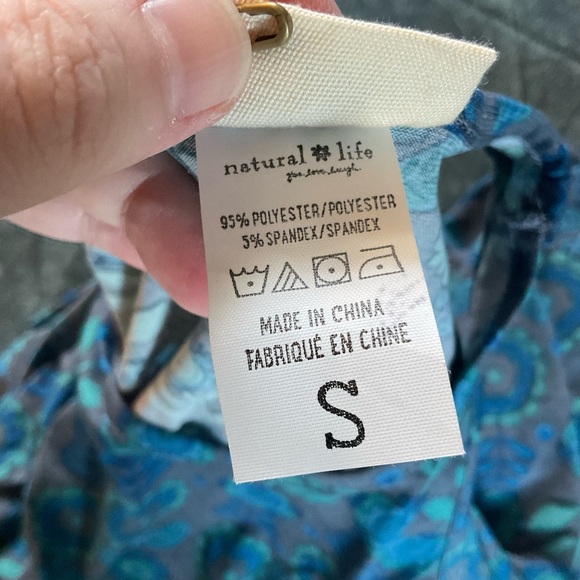 natural life
give. love. laugh.
95% POLYESTER/POLYESTER
5% SPANDEX/SPANDEX
MADE IN CHINA
FABRIQUÉ EN CHINE
S